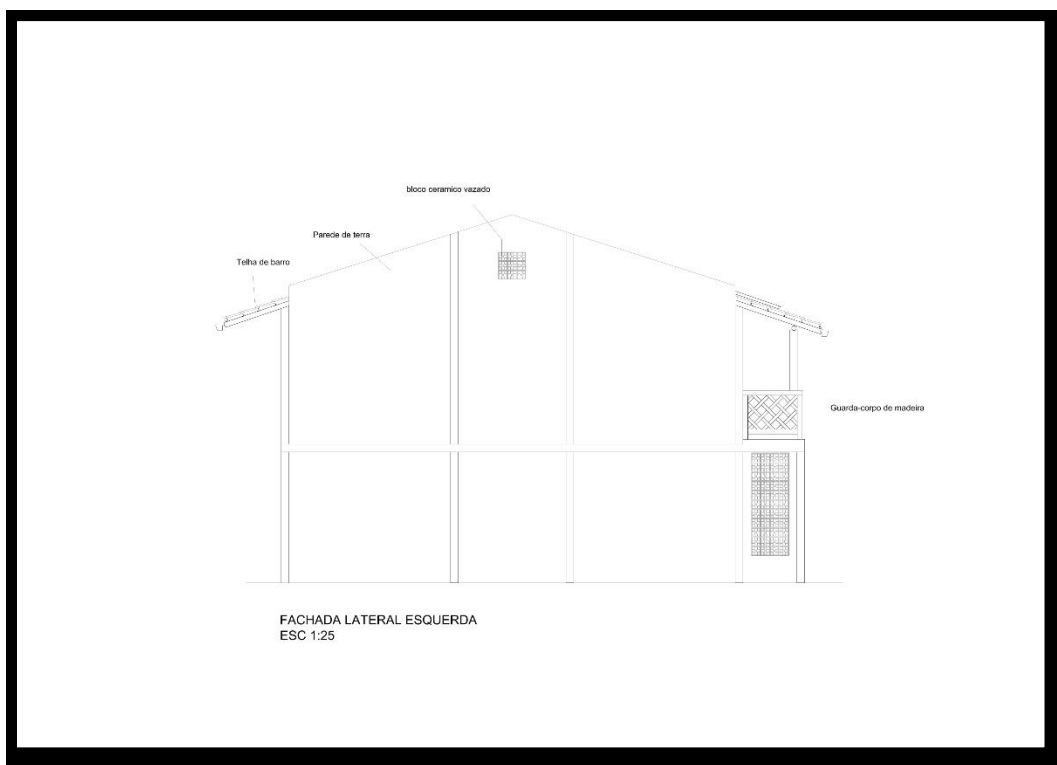 bloco ceramico vazado
Parede de terra
Telha de barro
Guarda-corpo de madeira
FACHADA LATERAL ESQUERDA
ESC 1:25